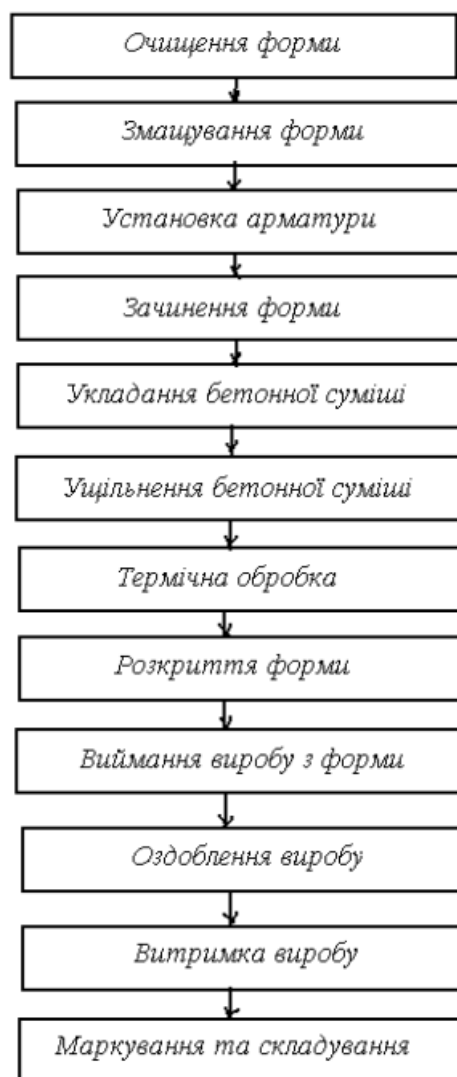 Очищення форми
Змащування форми
Установка арматури
Зачинення форми
Укладання бетонної суміші
Ущільнення бетонної суміші
Термічна обробка
Розкриття форми
Виймання виробу з форми
Оздоблення виробу
Витримка виробу
Маркування та складування